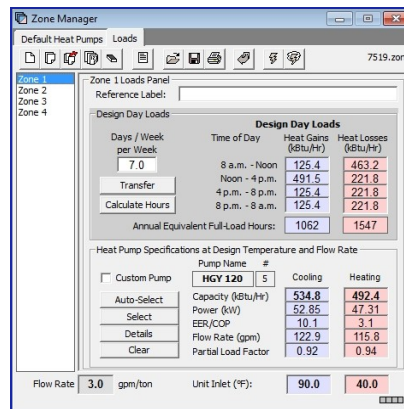 Zone Manager
Default Heat Pumps Loads
7519.zon
Zone 1
Zone 2
Zone 3
Zone 4
Zone 1 Loads Panel
Reference Label:
Design Day Loads
Design Day Loads
Days / Week
per Week
Time of Day Heat Gains Heat Losses
(kBtu/Hr) (kBtu/Hr)
7.0
8 a.m. - Noon 125.4 463.2
Transfer
Noon - 4 p.m. 491.5 221.8
4 p.m. - 8 p.m. 125.4 221.8
Calculate Hours
8 p.m. - 8 a.m. 125.4 221.8
Annual Equivalent Full-Load Hours: 1062 1547
Heat Pump Specifications at Design Temperature and Flow Rate
Pump Name #
Custom Pump HGY 120 5 Cooling Heating
Auto-Select
Select
Details
Clear
Capacity (kBtu/Hr) 534.8 492.4
Power (kW) 52.85 47.31
EER/COP 10.1 3.1
Flow Rate (gpm) 122.9 115.8
Partial Load Factor 0.92 0.94
Flow Rate 3.0 gpm/ton Unit Inlet (°F): 90.0 40.0